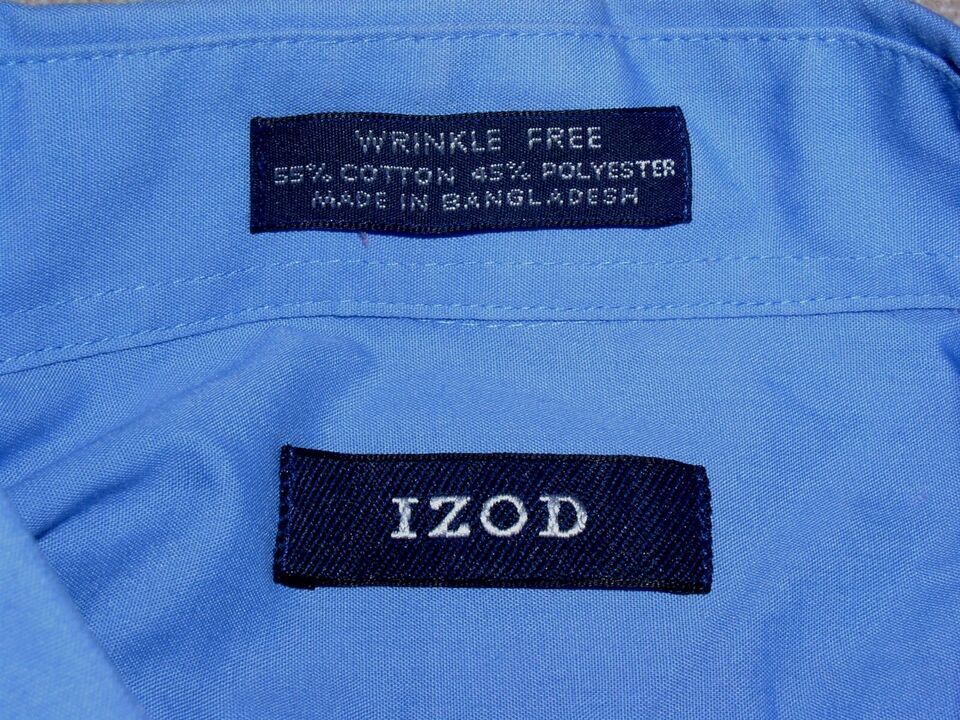 WRINKLE FREE
55% COTTON 45% POLYESTER
MADE IN BANGLADESH
IZOD